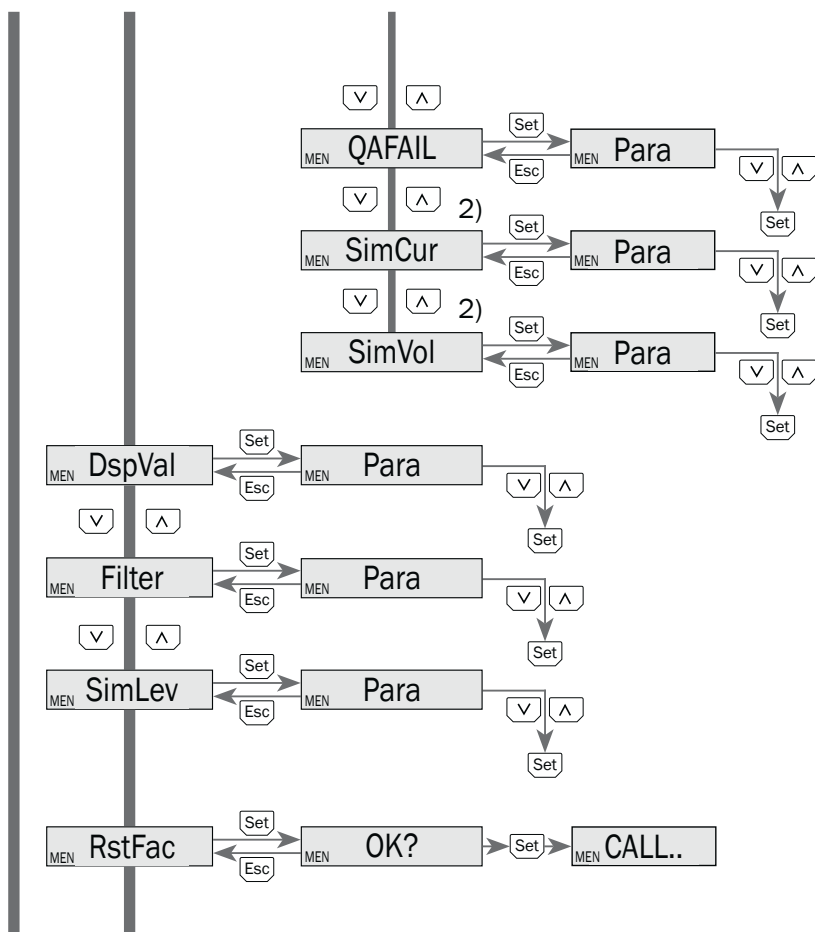 Set
MEN QAFAIL
MEN Para
Esc
Set
2)
Set
MEN SimCur
MEN Para
Esc
Set
2)
Set
MEN SimVol
MEN Para
Esc
Set
Set
MEN DspVal
MEN Para
Esc
Set
Set
MEN Filter
MEN Para
Esc
Set
Set
MEN SimLev
MEN Para
Esc
Set
Set
MEN RstFac
MEN OK?
Set
MEN CALL..
Esc